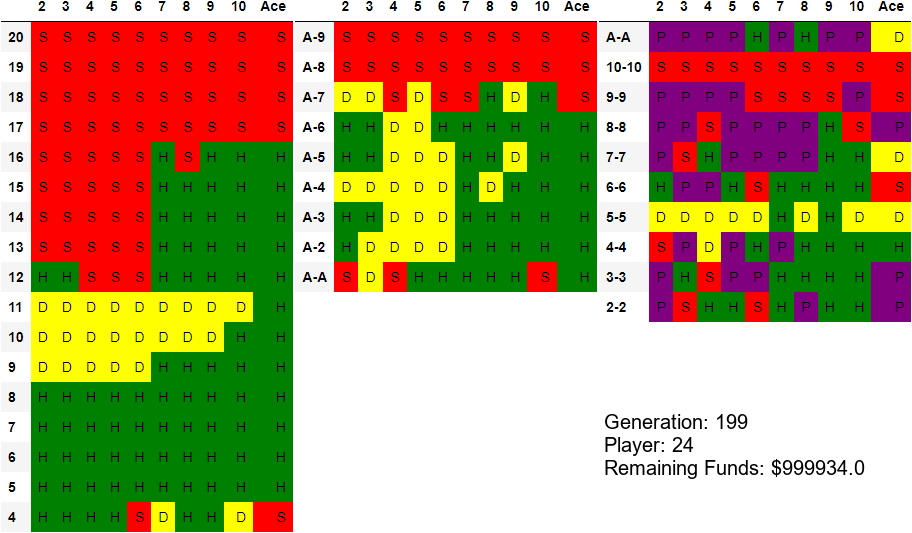 2 3 4 5 6 7 8 9 10 Ace
20 S S S S S S S S S S
19 S S S S S S S S S S
18 S S S S S S S S S S
17 S S S S S S S S S S
16 S S S S S H S H H H
15 S S S S S H H H H H
14 S S S S S H H H H H
13 S S S S S H H H H H
12 H H S S S H H H H H
11 D D D D D D D D D H
10 D D D D D D D D H H
9 D D D D D H H H H H
8 H H H H H H H H H H
7 H H H H H H H H H H
6 H H H H H H H H H H
5 H H H H H H H H H H
4 H H H H S D H H D S
2 3 4 5 6 7 8 9 10 Ace
A-9 S S S S S S S S S S
A-8 S S S S S S S S S S
A-7 D D S D S S H D H S
A-6 H H D D H H H H H H
A-5 H H D D D H H D H H
A-4 D D D D D H D H H H
A-3 H H D D D H H H H H
A-2 H D D D D H H H H H
A-A S D S H H H H H S H
2 3 4 5 6 7 8 9 10 Ace
A-A P P P P H P H P P D
10-10 S S S S S S S S S S
9-9 P P P P S S S S P S
8-8 P P S P P P P H S P
7-7 P S H P P P P H H D
6-6 H P P H S H H H H S
5-5 D D D D D H D H D D
4-4 S P D P H P H H H H
3-3 P H S P P H H H H P
2-2 P S H H S H P H H P
Generation: 199
Player: 24
Remaining Funds: $999934.0